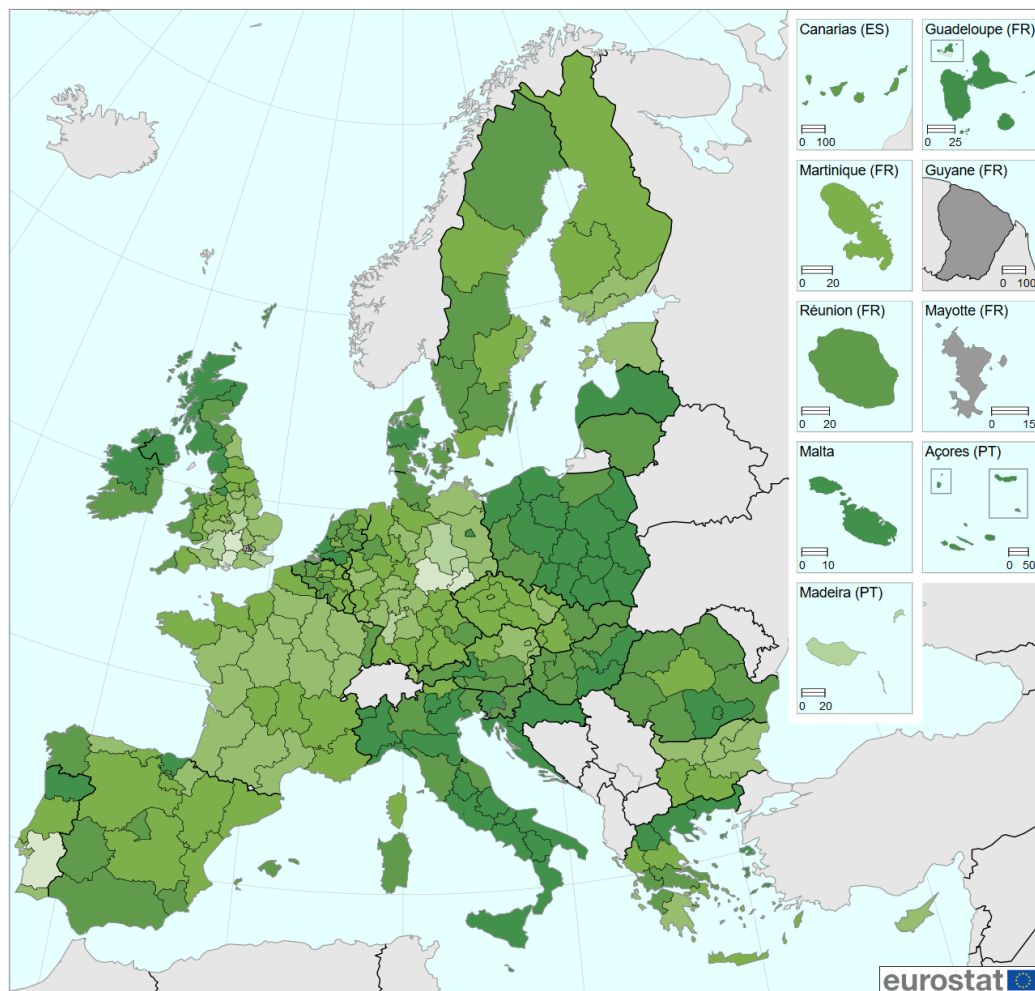 Canarias (ES)
0 100
Guadeloupe (FR)
0 25
Martinique (FR)
0 20
Guyane (FR)
0 100
Réunion (FR)
0 20
Mayotte (FR)
0 15
Malta
0 10
Açores (PT)
0 50
Madeira (PT)
0 20
eurostat